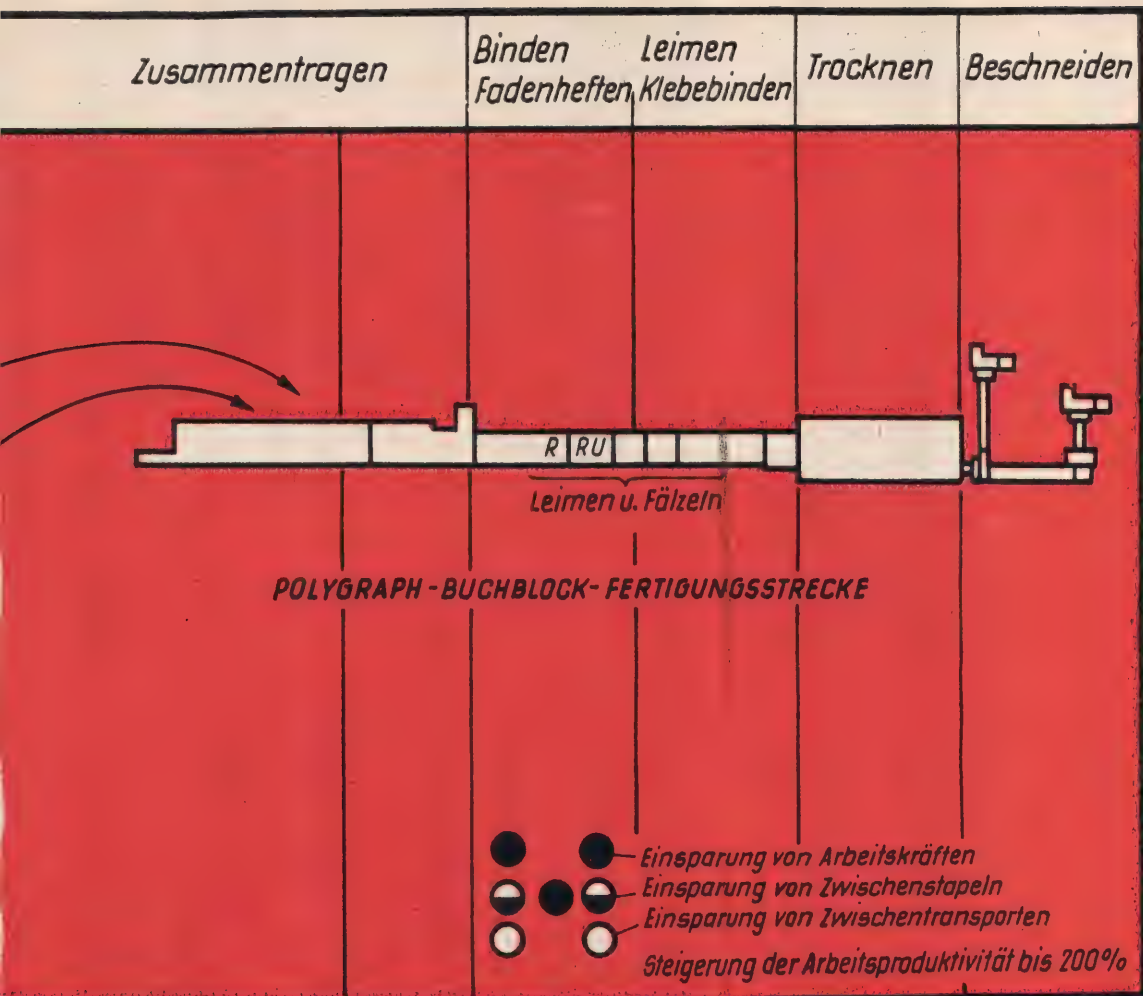 Zusammentragen
Binden Leimen
Fadenheften Klebebinden
Trocknen
Beschneiden
R RU
Leimen u. Fälzeln
POLYGRAPH-BUCHBLOCK-FERTIGUNGSSTRECKE
Einsparung von Arbeitskräften
Einsparung von Zwischenstapeln
Einsparung von Zwischentransporten
Steigerung der Arbeitsproduktivität bis 200%